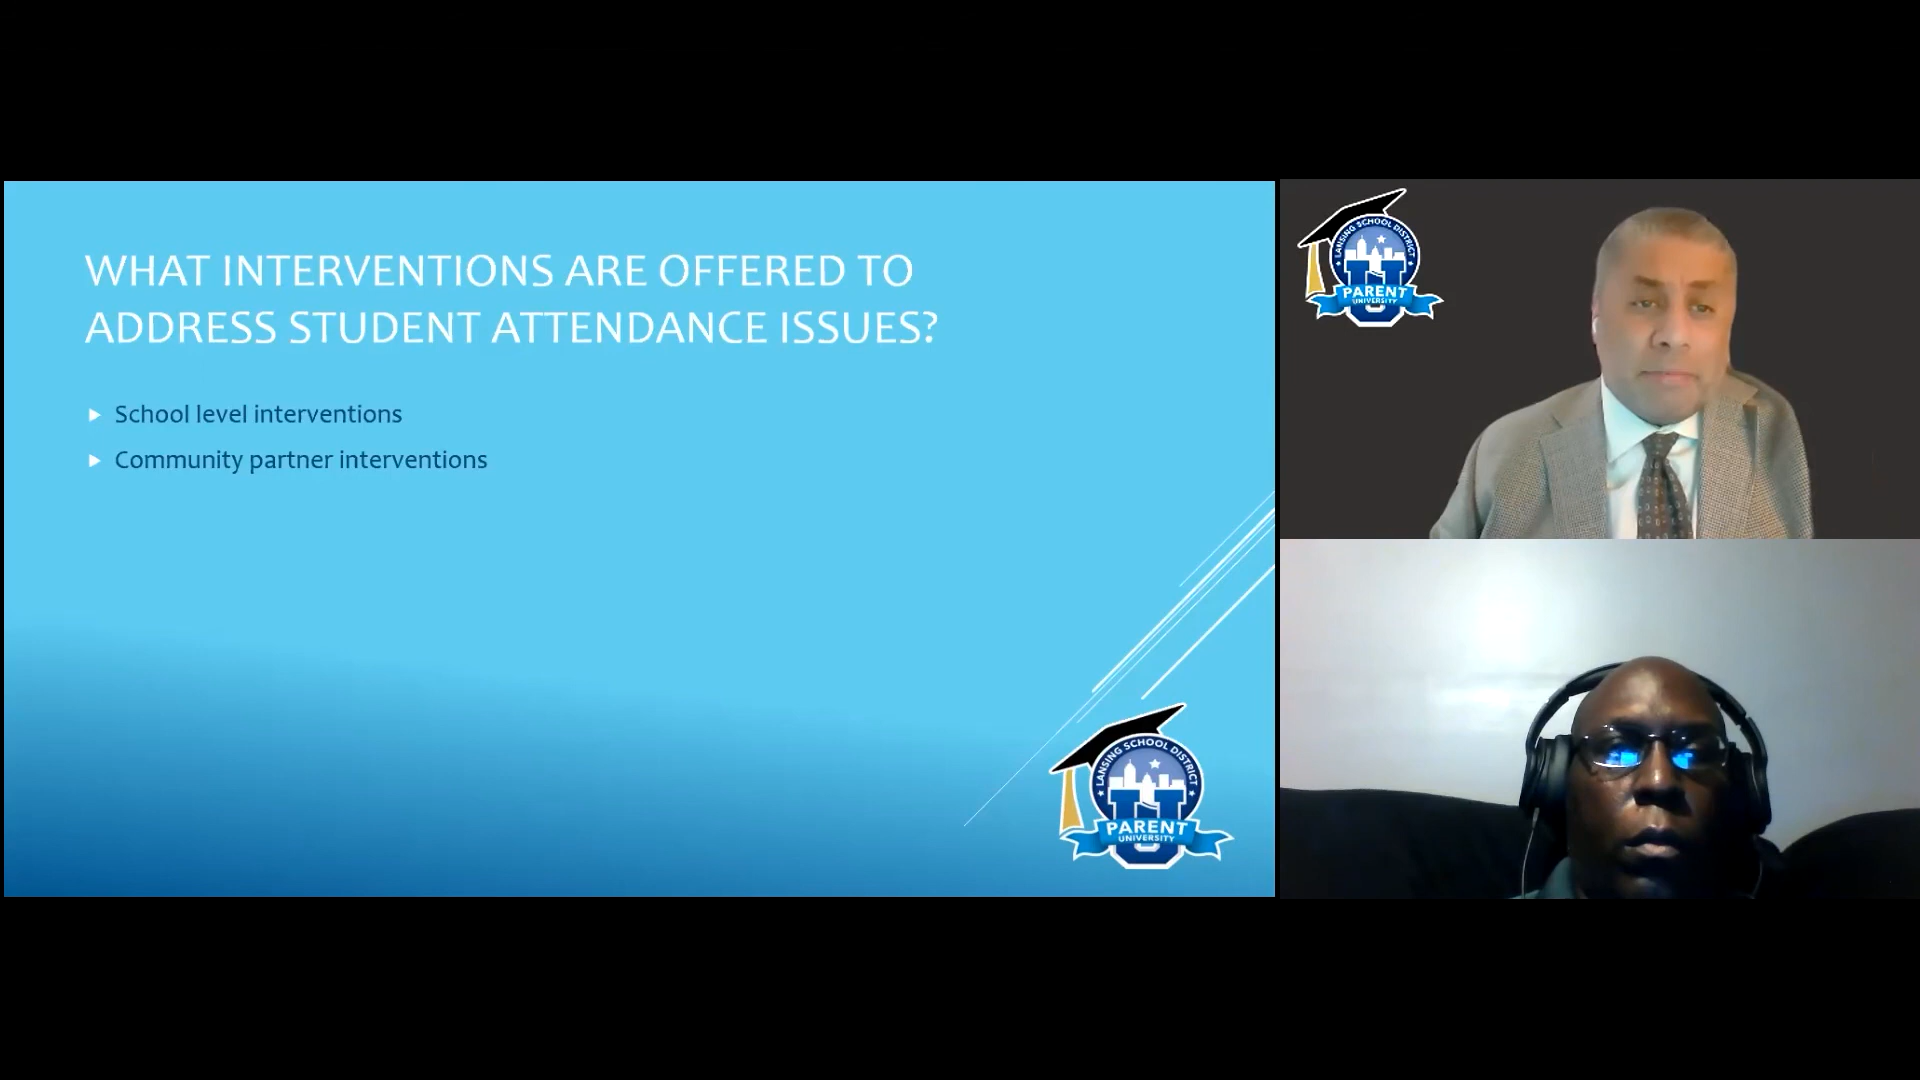 WHAT INTERVENTIONS ARE OFFERED TO
ADDRESS STUDENT ATTENDANCE ISSUES?
School level interventions
Community partner interventions
LANSING SCHOOL DISTRICT
U
PARENT
UNIVERSITY
LANSING SCHOOL DISTRICT
U
PARENT
UNIVERSITY